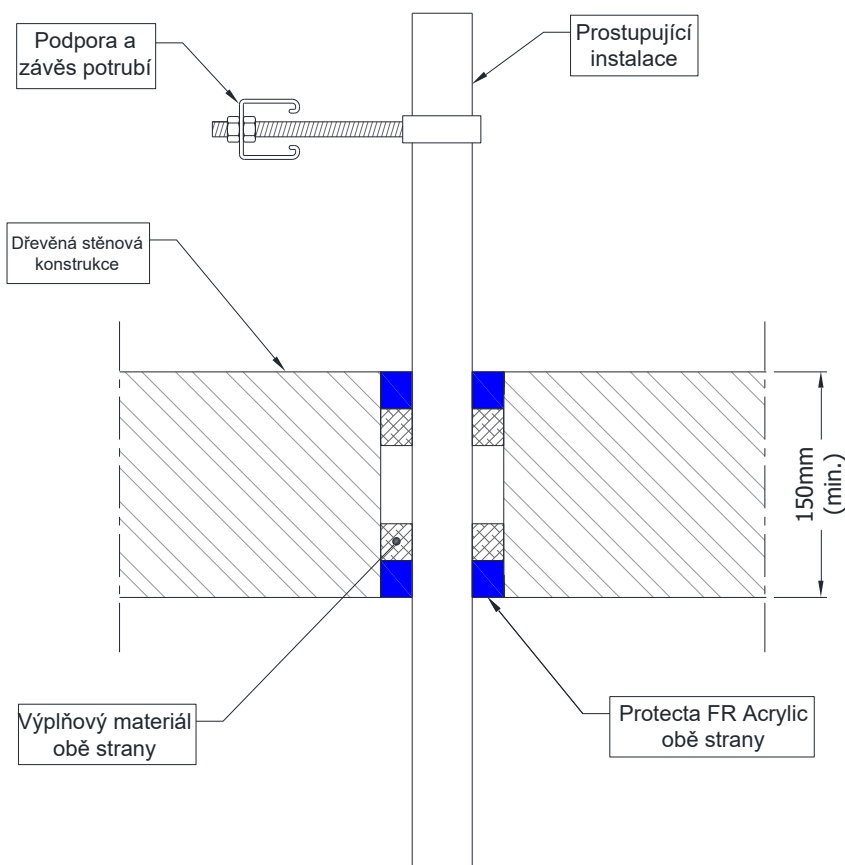 Podpora a
závěs potrubí
Prostupující
instalace
Dřevěná stěnová
konstrukce
150mm
(min.)
Výplňový materiál
obě strany
Protecta FR Acrylic
obě strany